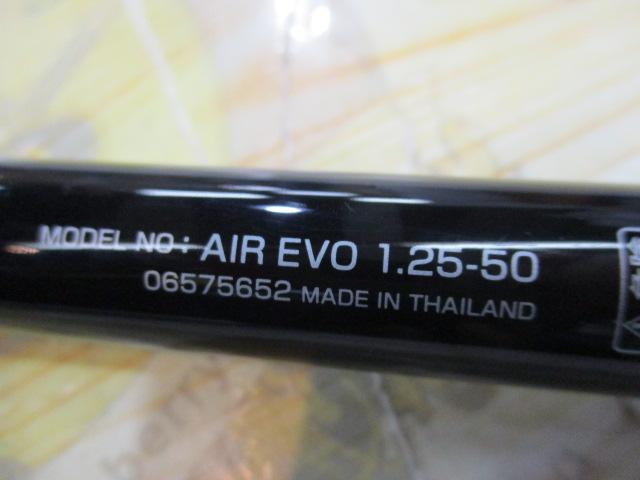 MODEL NO: AIR EVO 1.25-50
06575652 MADE IN THAILAND